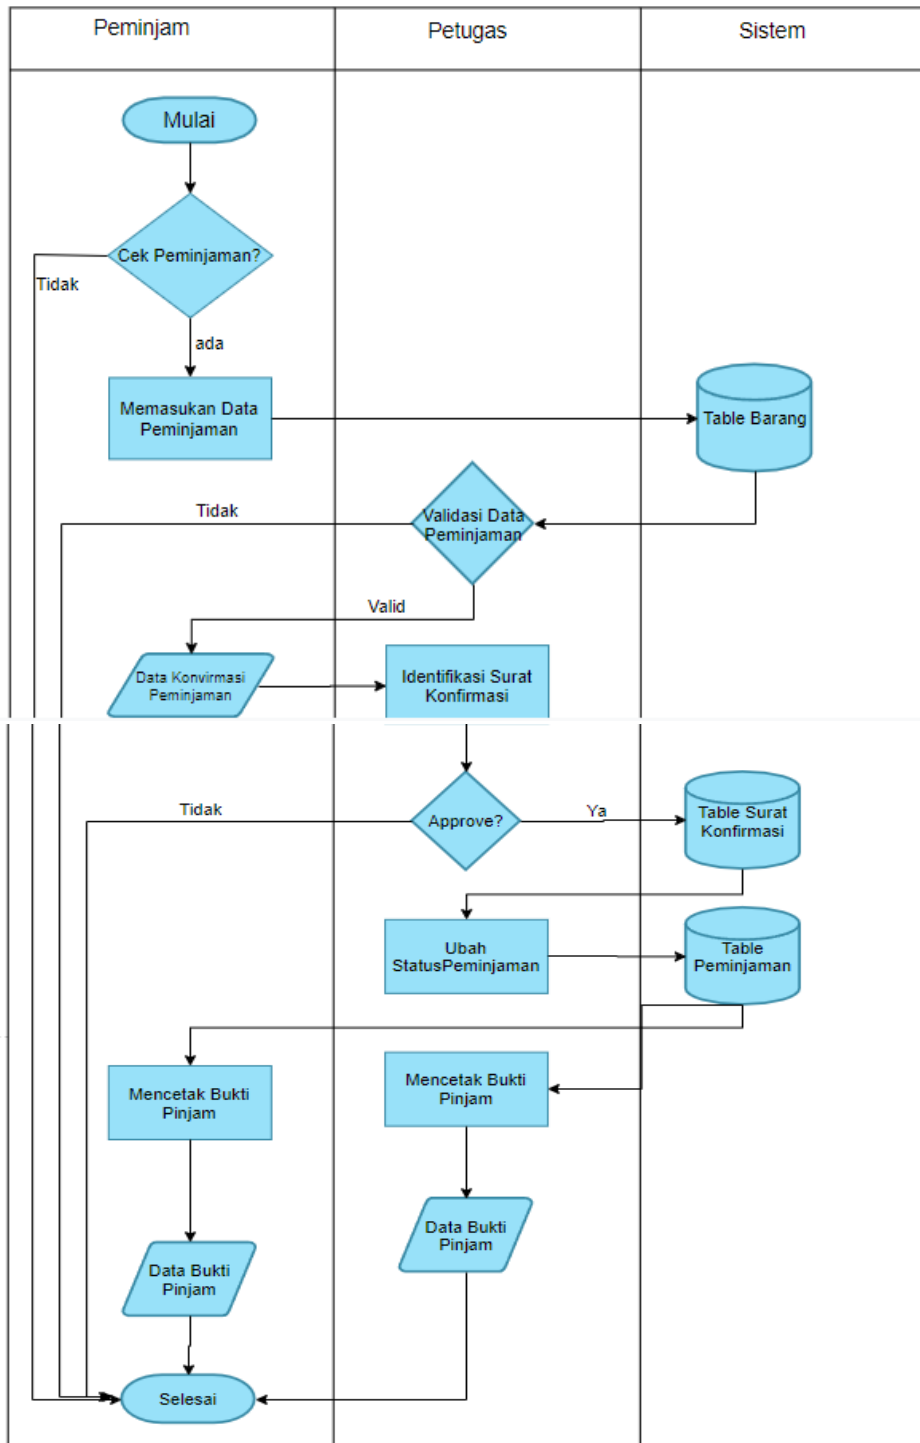 Peminjam
Petugas
Sistem
Mulai
Cek Peminjaman?
Tidak
ada
Memasukan Data
Peminjaman
Table Barang
Tidak
Validasi Data
Peminjaman
Valid
Data Konvirmasi
Peminjaman
Identifikasi Surat
Konfirmasi
Tidak
Approve?
Ya
Table Surat
Konfirmasi
Ubah
StatusPeminjaman
Table
Peminjaman
Mencetak Bukti
Pinjam
Mencetak Bukti
Pinjam
Data Bukti
Pinjam
Data Bukti
Pinjam
Selesai